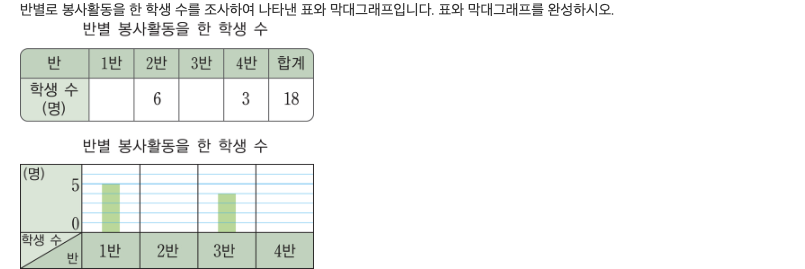 반별로 봉사활동을 한 학생 수를 조사하여 나타낸 표와 막대그래프입니다. 표와 막대그래프를 완성하시오.
반별 봉사활동을 한 학생 수
반 1반 2반 3반 4반 합계
학생 수
(명) 6 3 18
반별 봉사활동을 한 학생 수
(명)
5
0
학생 수
반 1반 2반 3반 4반